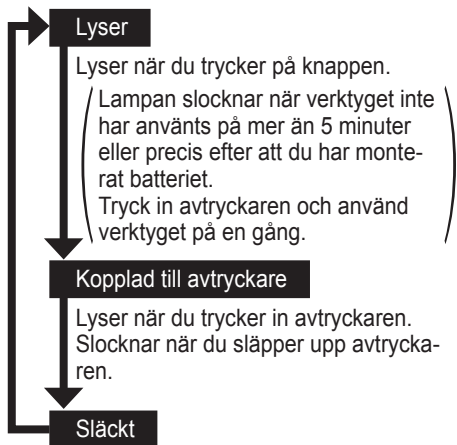 Lyser
Lyser när du trycker på knappen.
Lampan slocknar när verktyget inte
har använts på mer än 5 minuter
eller precis efter att du har monte-
rat batteriet.
Tryck in avtryckaren och använd
verktyget på en gång.
Kopplad till avtryckare
Lyser när du trycker in avtryckaren.
Slocknar när du släpper upp avtrycka-
ren.
Släckt